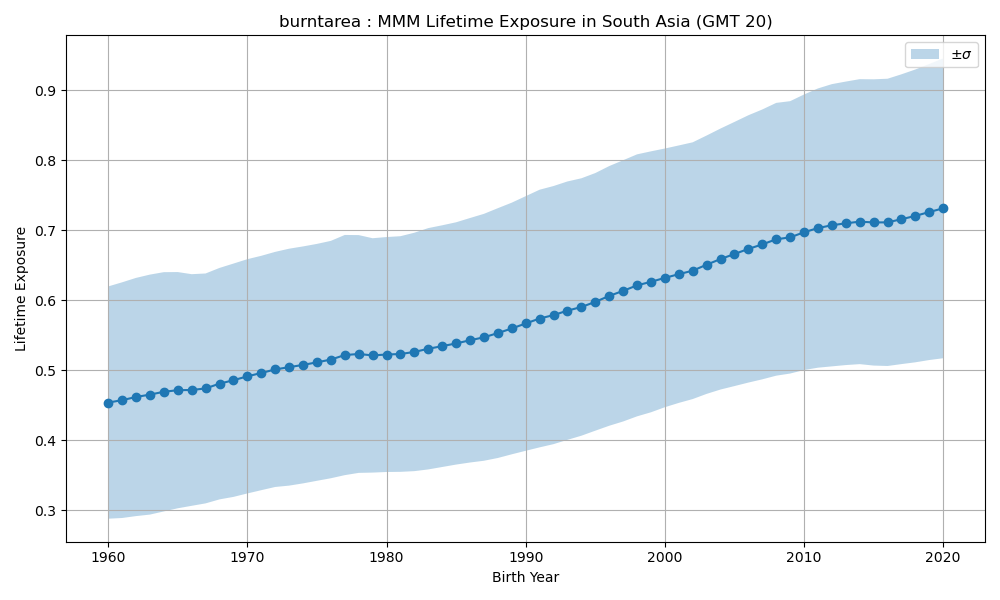 burntarea : MMM Lifetime Exposure in South Asia (GMT 20)
±σ
Lifetime Exposure
0.9
0.8
0.7
0.6
0.5
0.4
0.3
1960 1970 1980 1990 2000 2010 2020
Birth Year